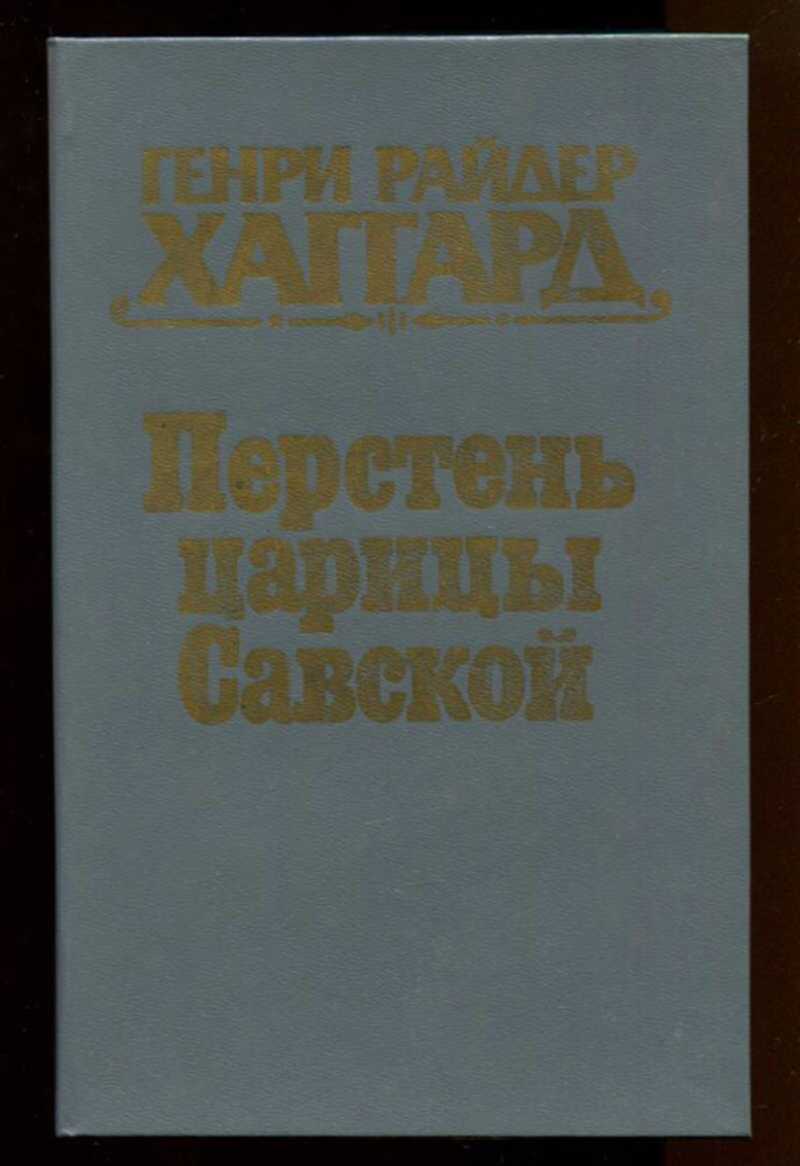 ГЕНРИ РАЙДЕР
ХАГГАРД
Перстень
царицы
Савской